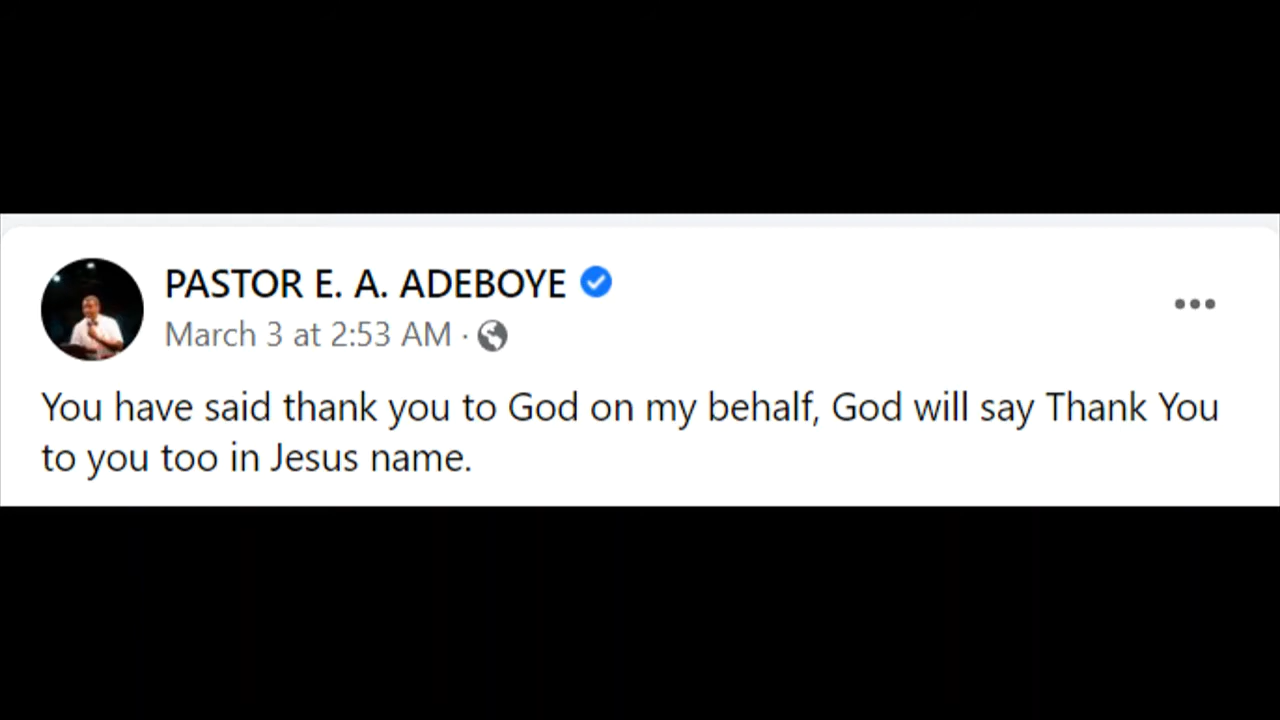 PASTOR E. A. ADEBOYE
March 3 at 2:53 AM ·
You have said thank you to God on my behalf, God will say Thank You
to you too in Jesus name.